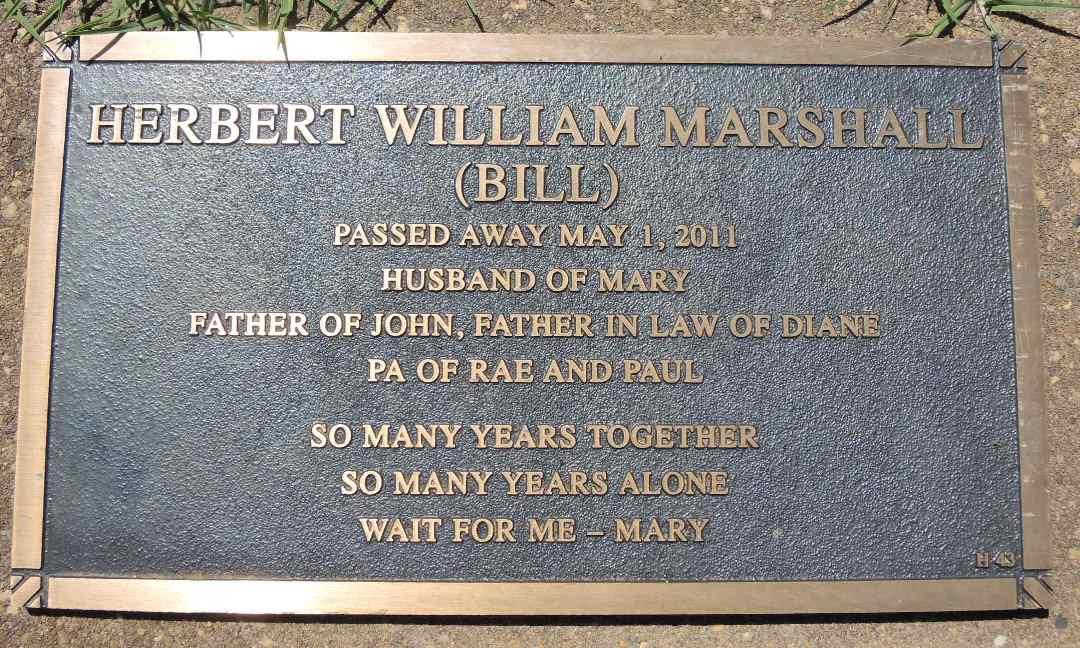 HERBERT WILLIAM MARSHALL
(BILL)
PASSED AWAY MAY 1, 2011
HUSBAND OF MARY
FATHER OF JOHN, FATHER IN LAW OF DIANE
PA OF RAE AND PAUL
SO MANY YEARS TOGETHER
SO MANY YEARS ALONE
WAIT FOR ME – MARY
H 43